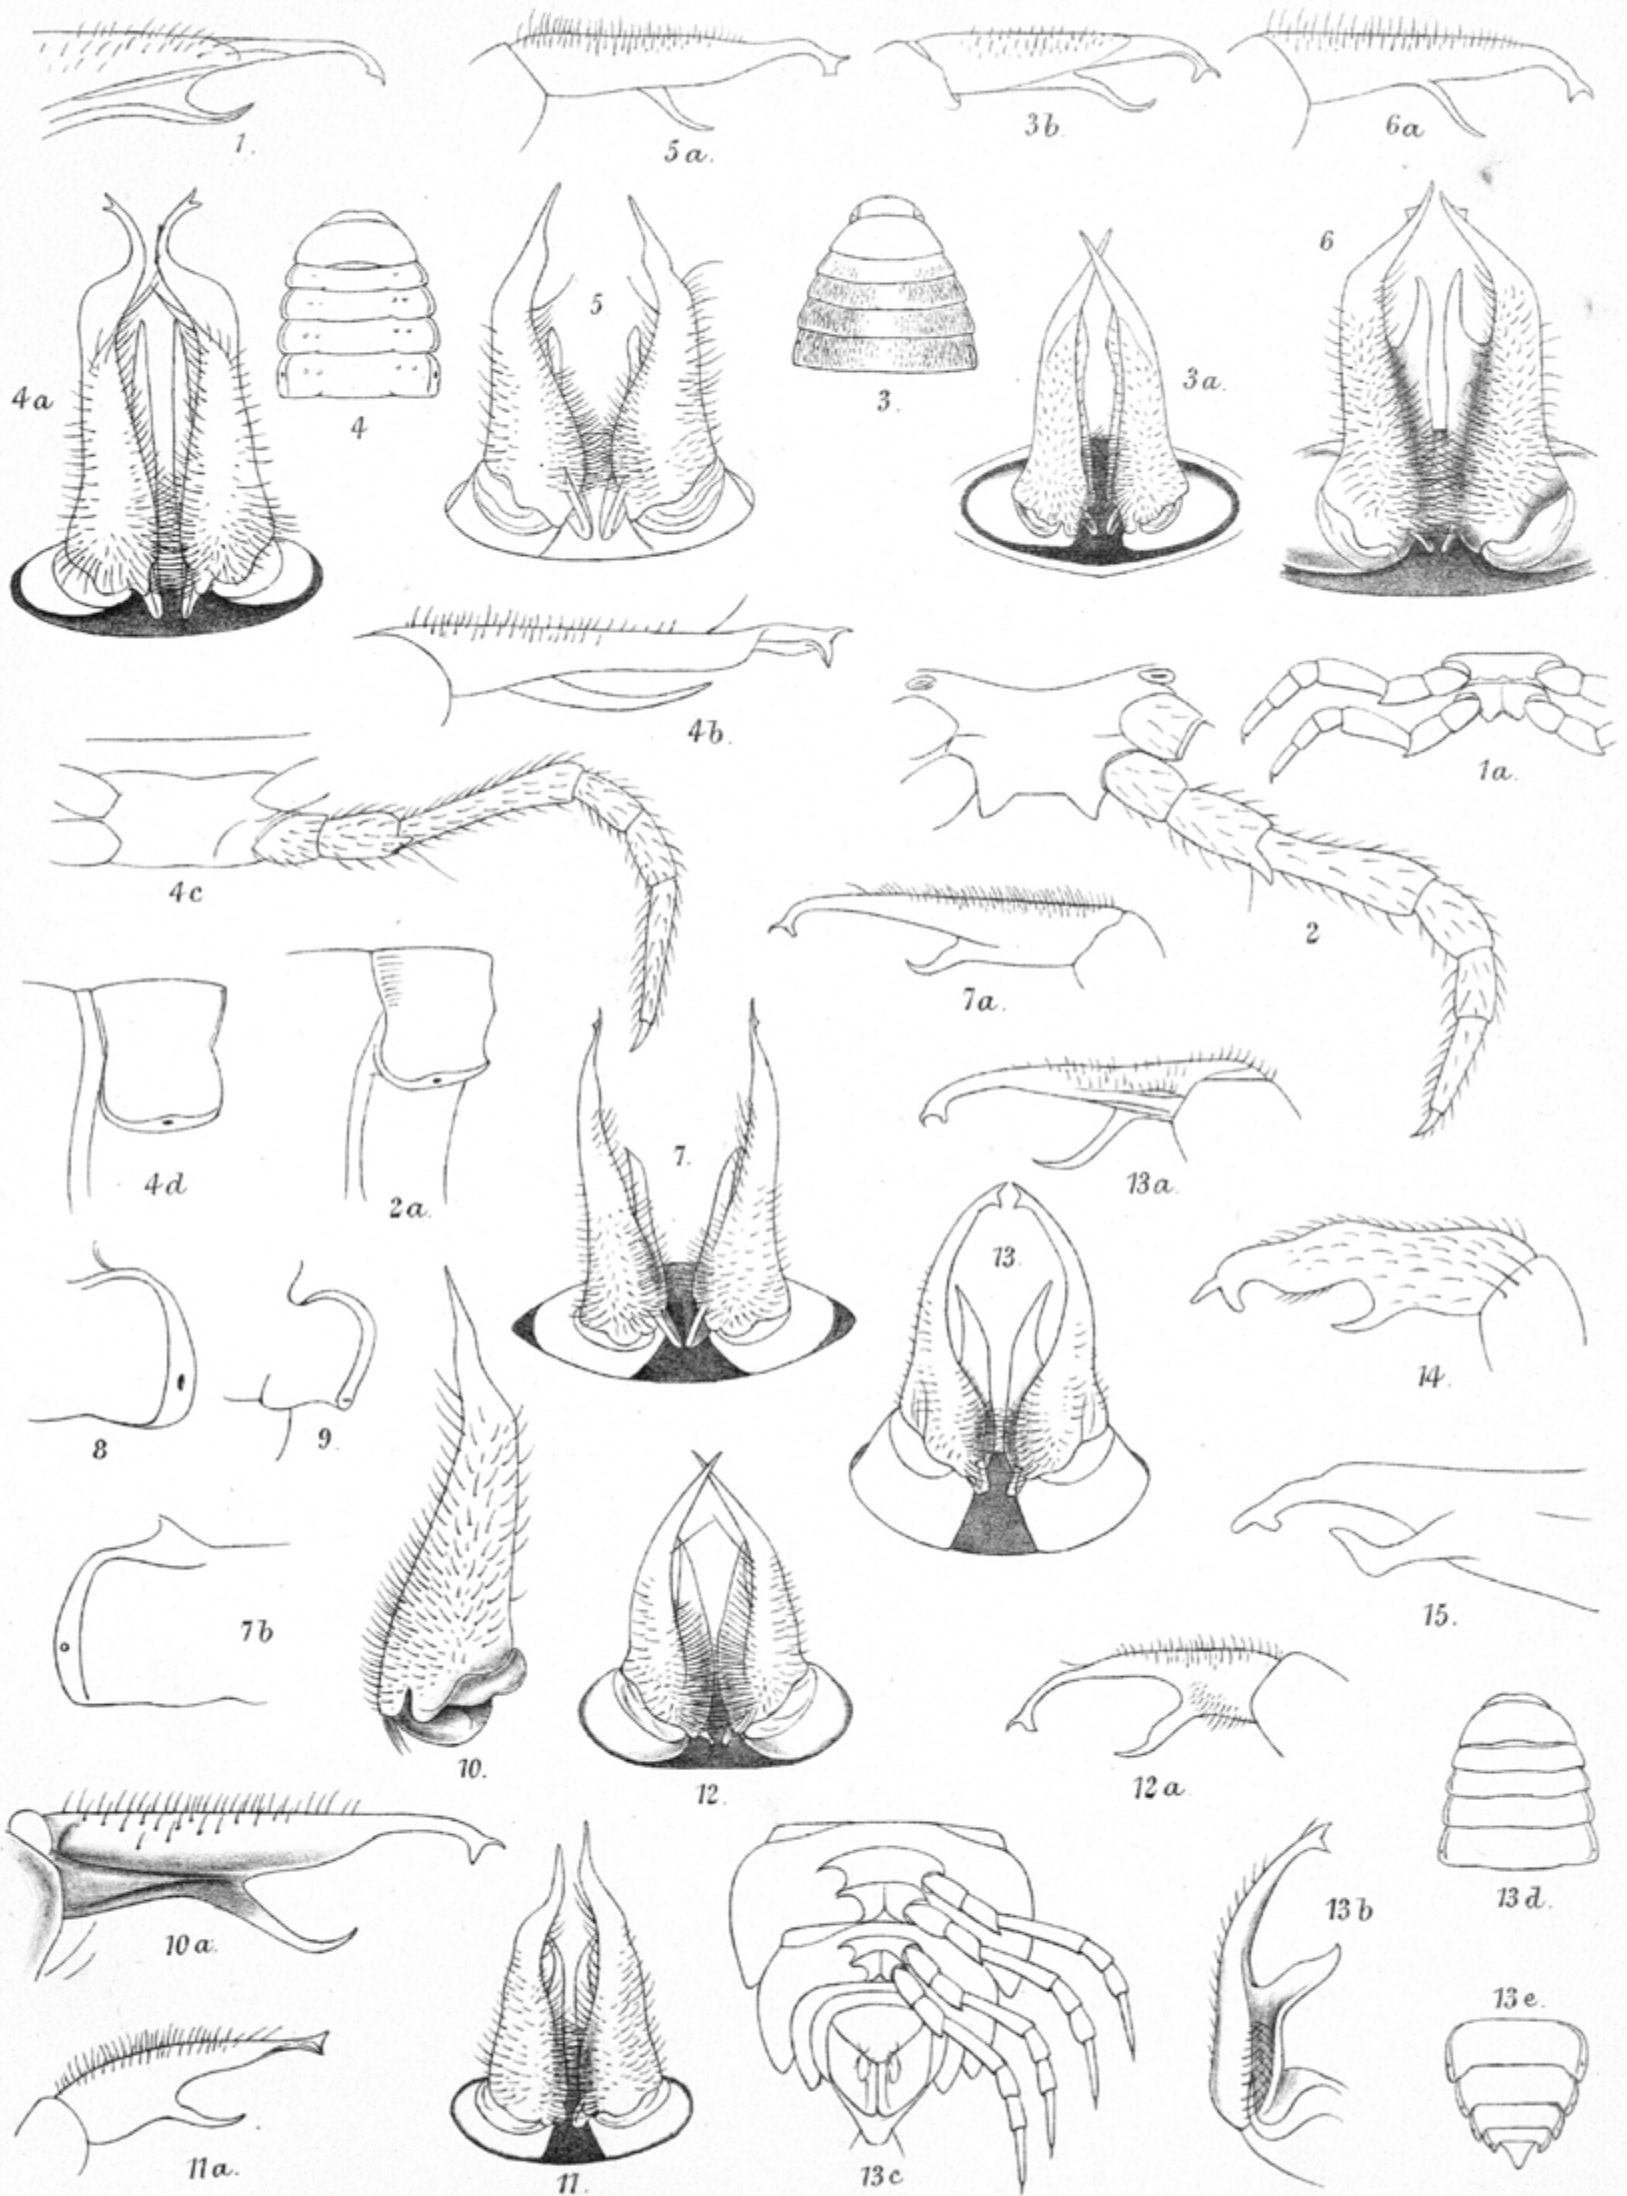 1.
5a.
3b.
6a
4a
4
5
3.
3a.
6
4b.
1a.
4c
2
7a.
4d
2a.
7.
13a.
8
9.
13.
14.
7b
10.
12.
15.
12a.
10a.
13d.
13b
11a.
11.
13c
13e.